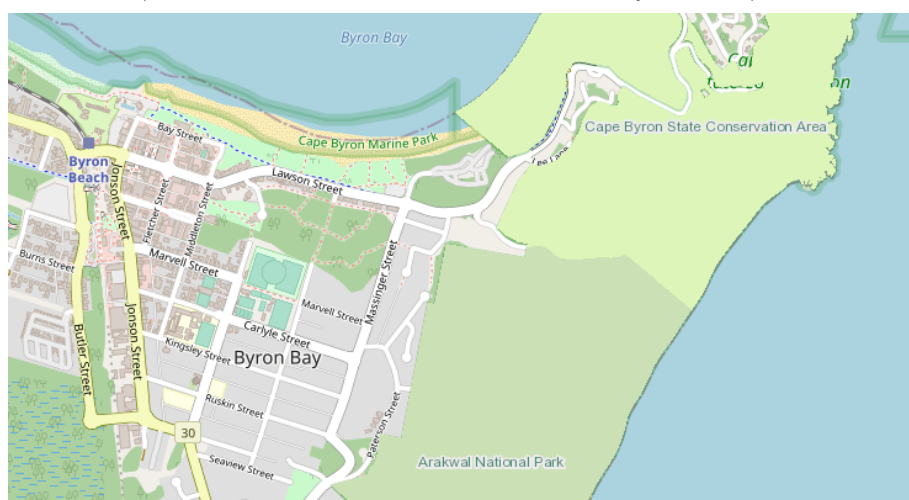 Byron Bay
Cal
Cape Byron State Conservation Area
Cape Byron Marine Park
Bay Street
Byron
Beach
Lawson Street
Jonson Street
Fletcher Street
Middleton Street
Massinger Street
Burns Street
Marvell Street
Marvell Street
Jonson Street
Butler Street
Carlyle Street
Kingsley Street
Byron Bay
Ruskin Street
Paterson Street
30
Seaview Street
Arakwal National Park